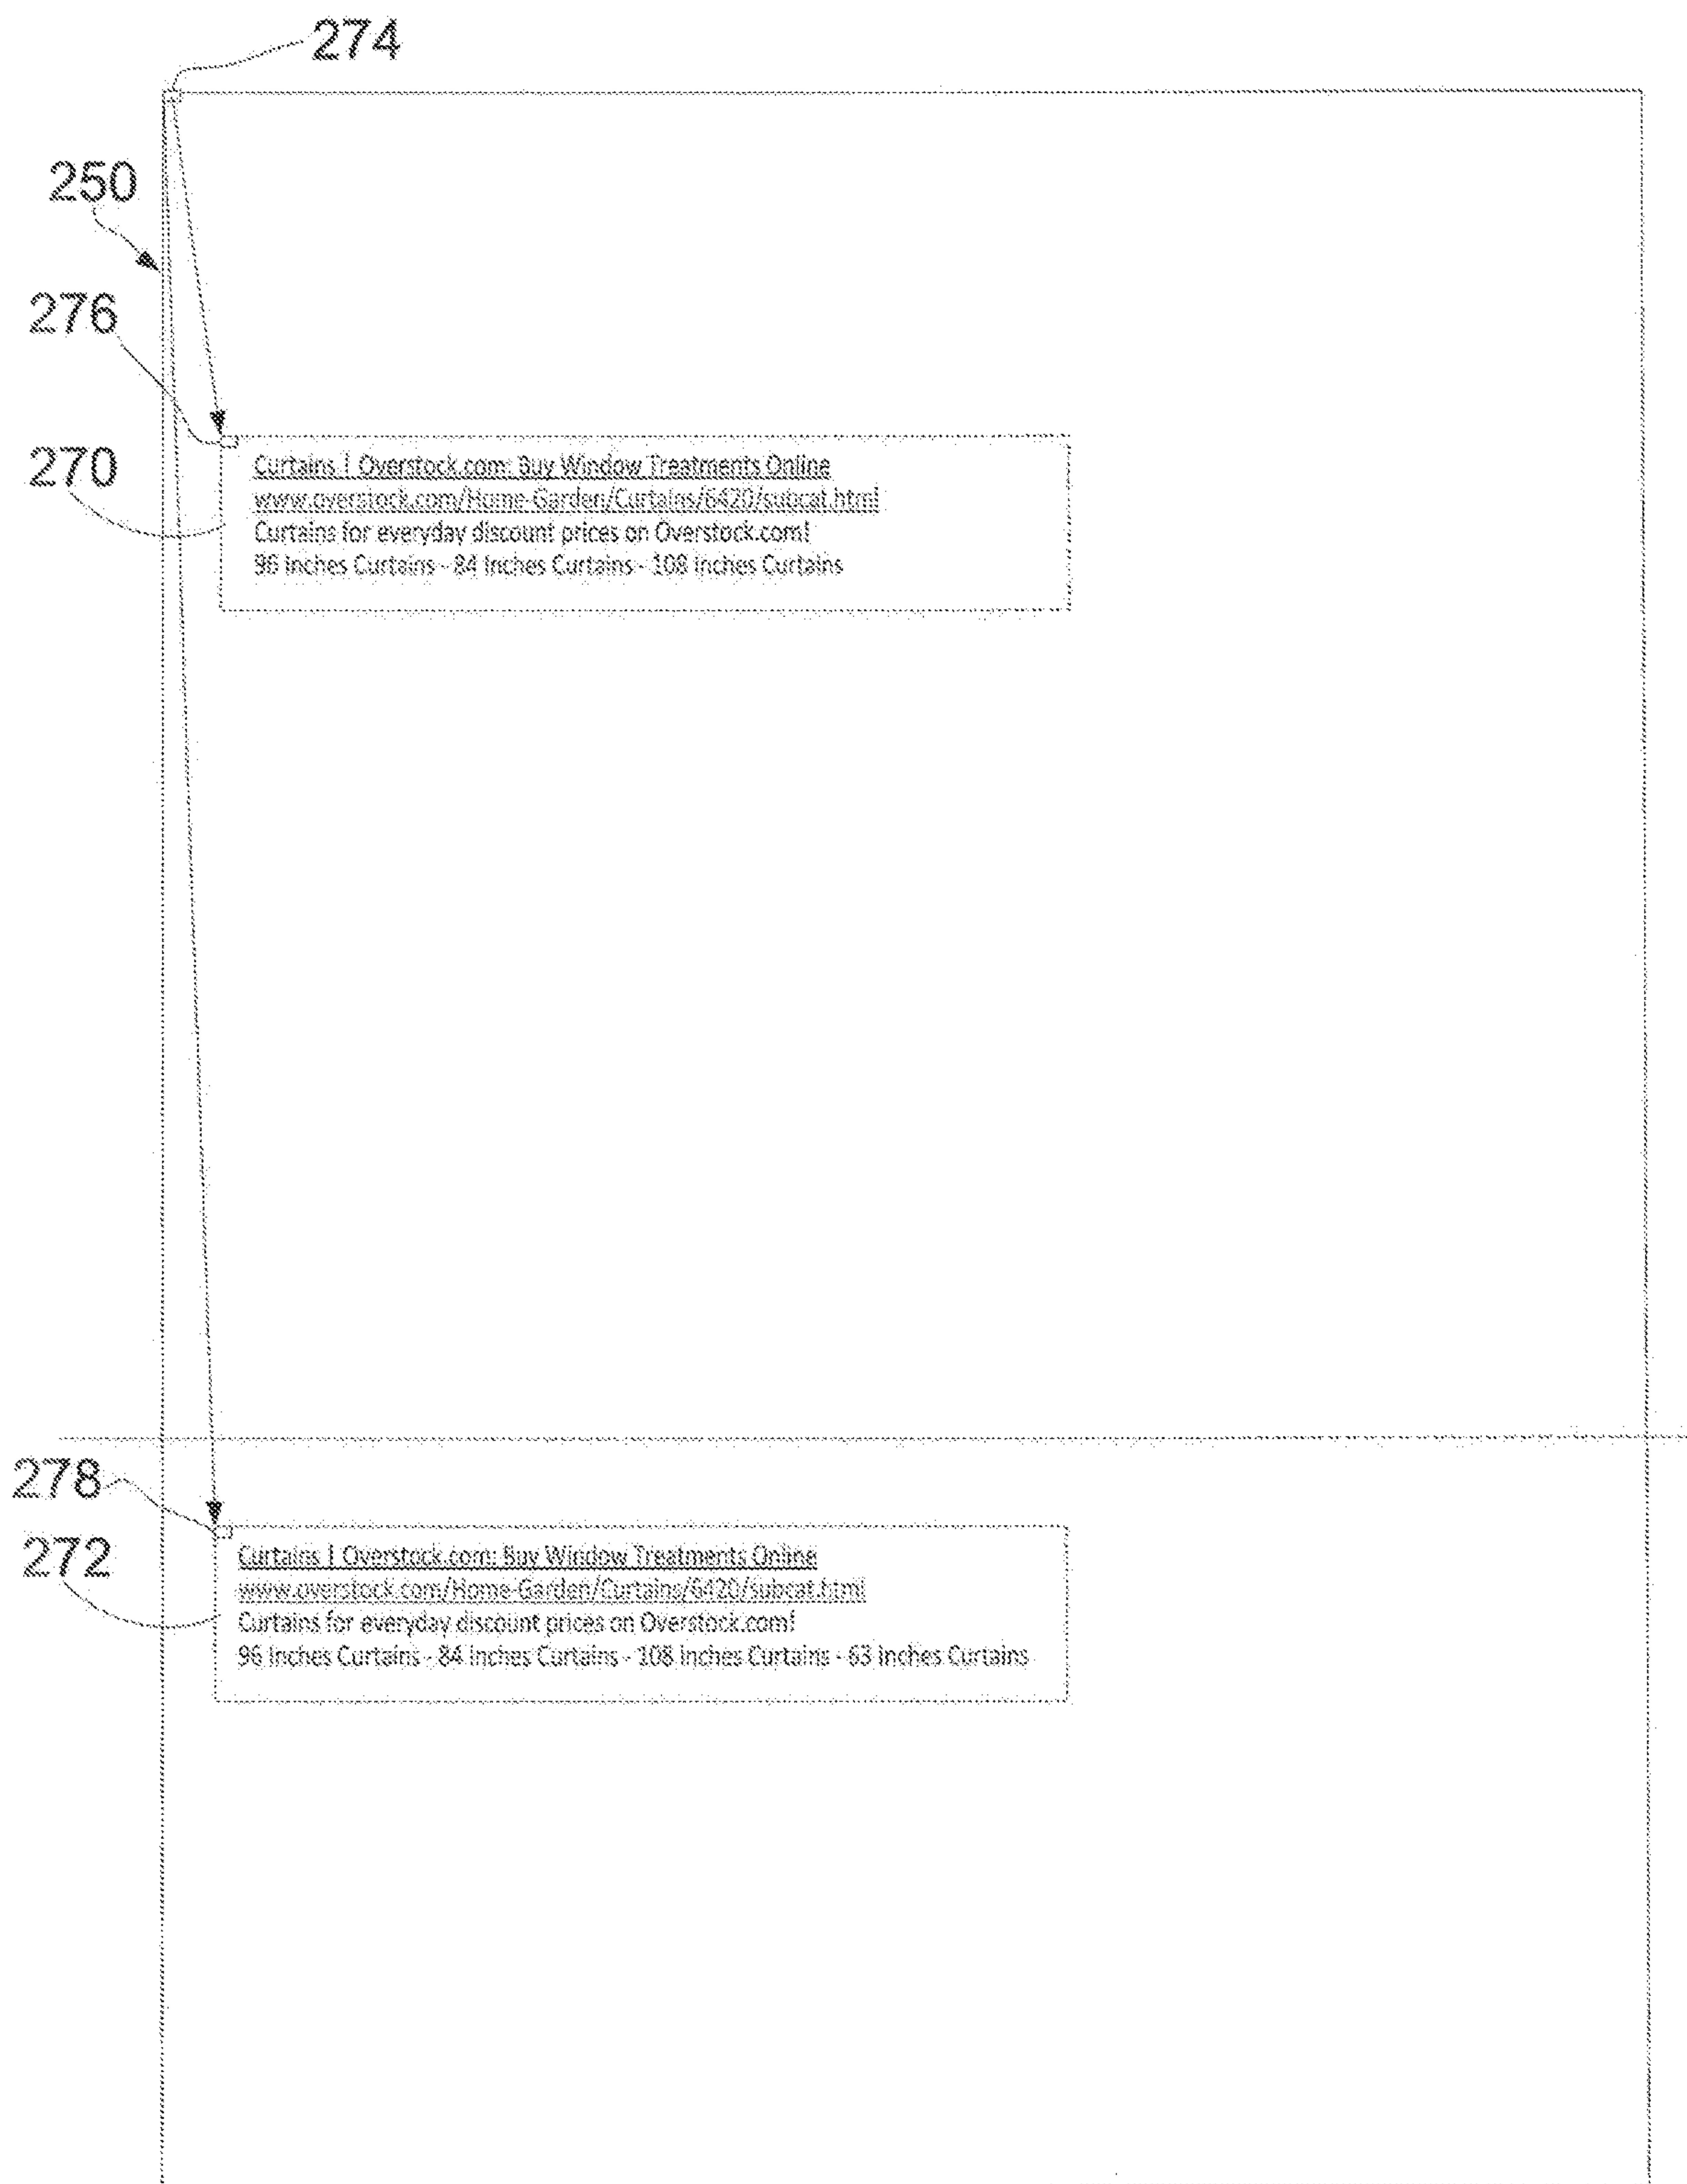 274
250
276
270
Curtains | Overstock.com: Buy Window Treatments Online
www.overstock.com/Home-Garden/Curtains/6420/subcat.html
Curtains for everyday discount prices on Overstock.com!
96 Inches Curtains - 84 Inches Curtains - 108 Inches Curtains
278
272
Curtains | Overstock.com: Buy Window Treatments Online
www.overstock.com/Home-Garden/Curtains/6420/subcat.html
Curtains for everyday discount prices on Overstock.com!
96 Inches Curtains - 84 Inches Curtains - 108 Inches Curtains - 63 Inches Curtains